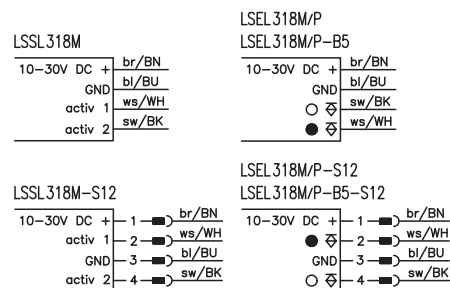 LSSL318M
10–30V DC + br/BN
GND bl/BU
activ 1 ws/WH
activ 2 sw/BK
LSEL318M/P
LSEL318M/P-B5
10–30V DC + br/BN
GND bl/BU
sw/BK
ws/WH
LSSL318M-S12
10–30V DC + 1 br/BN
activ 1 2 ws/WH
GND 3 bl/BU
activ 2 4 sw/BK
LSEL318M/P-S12
LSEL318M/P-B5-S12
10–30V DC + 1 br/BN
2 ws/WH
GND 3 bl/BU
4 sw/BK